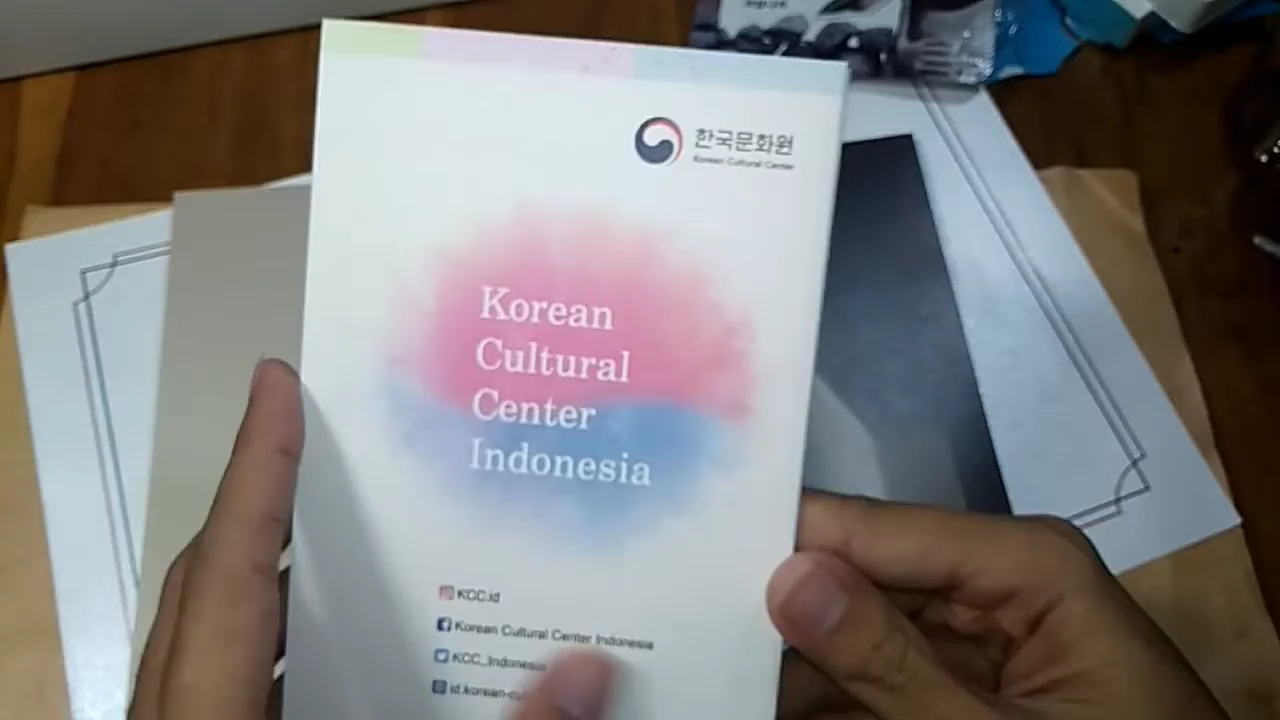 한국문화원
Korean Cultural Center
Korean
Cultural
Center
Indonesia
KCC.id
Korean Cultural Center Indonesia
KCC_Indonesia